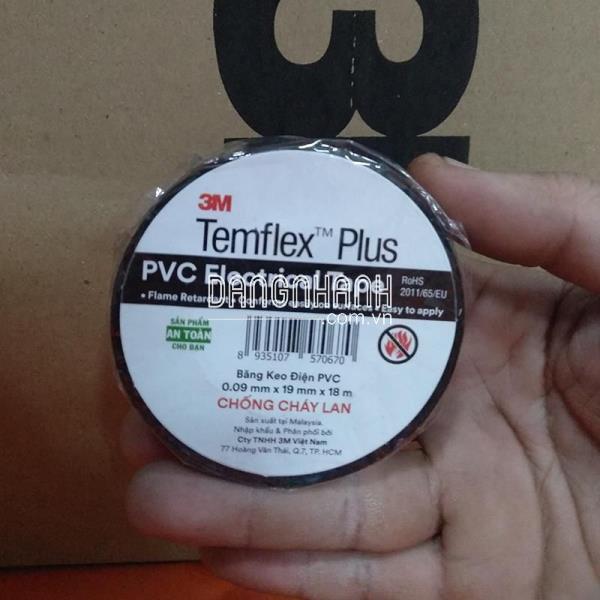 3M
3M
Temflex™ Plus
PVC Electrical Tape
RoHS
2011/65/EU
• Flame • Easy to apply
DANGNHANH
.com.vn
SẢN PHẨM
AN TOÀN
CHO BẠN
8 935107 570670
Băng Keo Điện PVC
0.09 mm x 19 mm x 18 m
CHỐNG CHÁY LAN
Sản xuất tại Malaysia.
Nhập khẩu & Phân phối bởi
Cty TNHH 3M Việt Nam
77 Hoàng Văn Thái, Q.7, TP. HCM